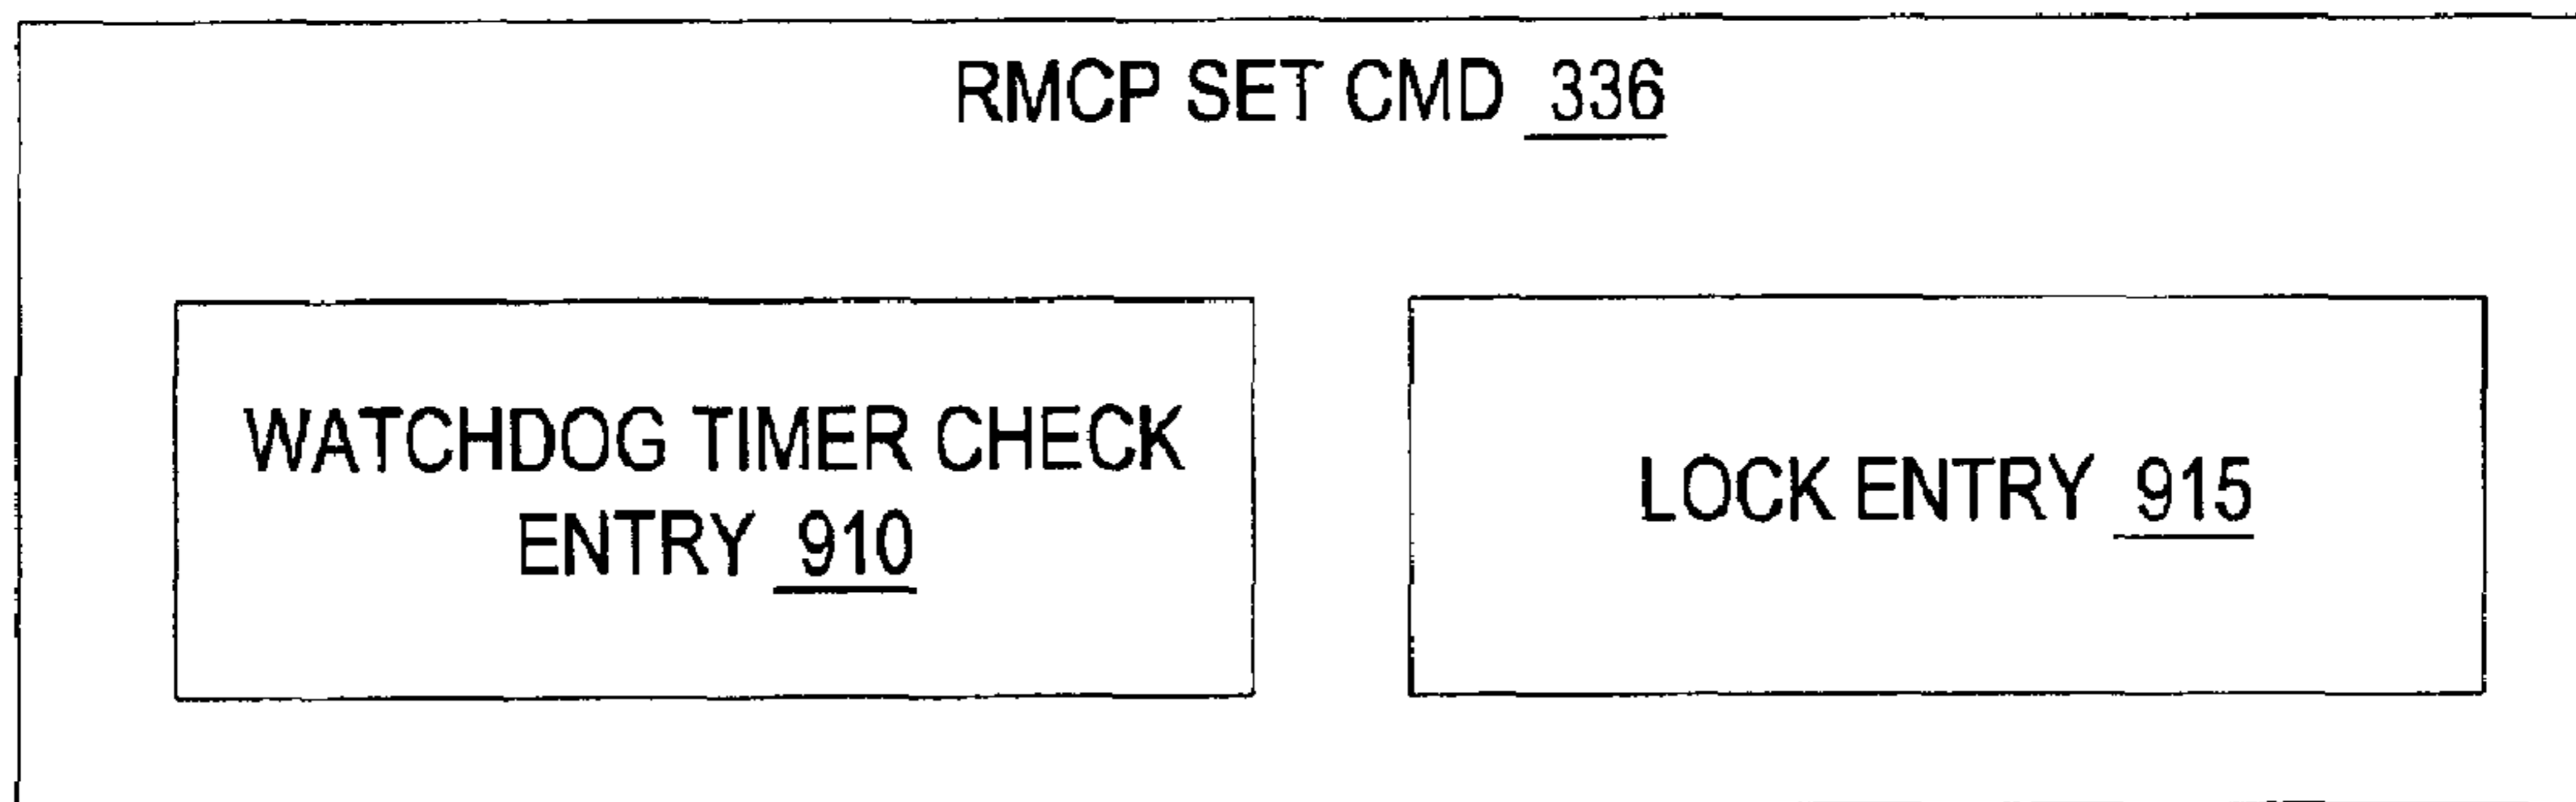 RMCP SET CMD 336
WATCHDOG TIMER CHECK
ENTRY 910
LOCK ENTRY 915